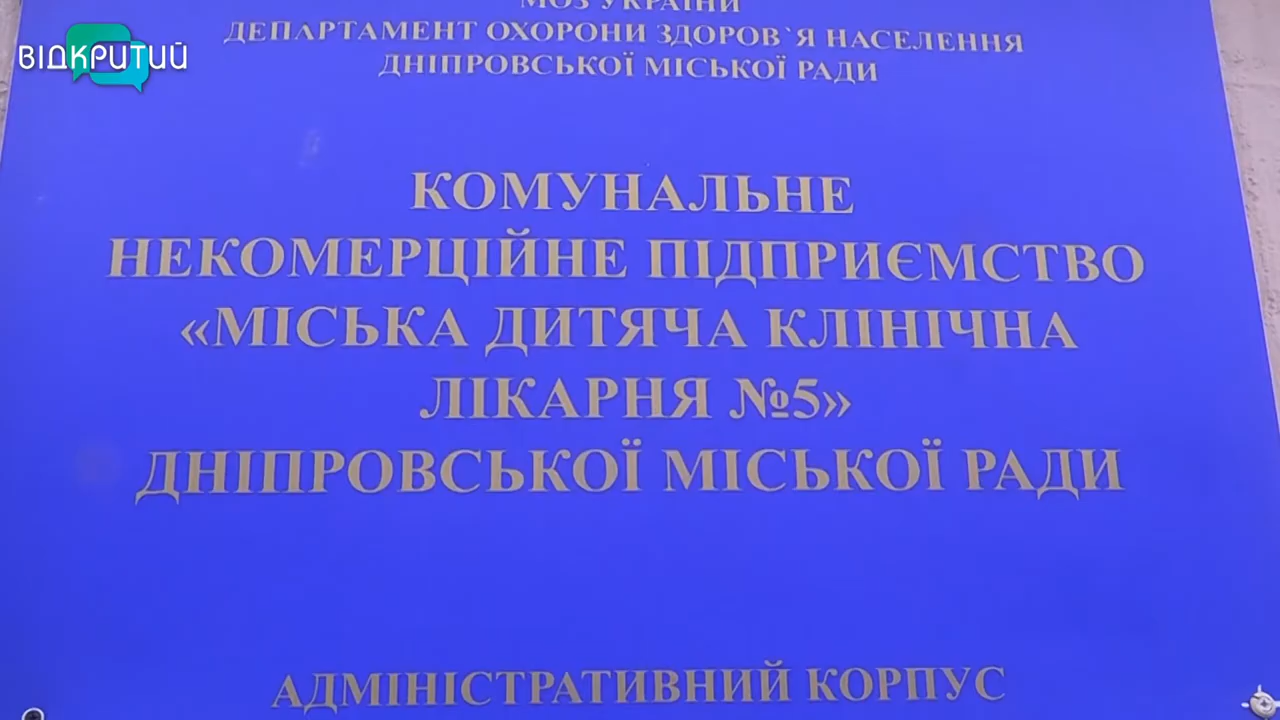 МОЗ УКРАЇНИ
ДЕПАРТАМЕНТ ОХОРОНИ ЗДОРОВ`Я НАСЕЛЕННЯ
ДНІПРОВСЬКОЇ МІСЬКОЇ РАДИ
ВІДКРИТИЙ
КОМУНАЛЬНЕ
НЕКОМЕРЦІЙНЕ ПІДПРИЄМСТВО
«МІСЬКА ДИТЯЧА КЛІНІЧНА
ЛІКАРНЯ №5»
ДНІПРОВСЬКОЇ МІСЬКОЇ РАДИ
АДМІНІСТРАТИВНИЙ КОРПУС